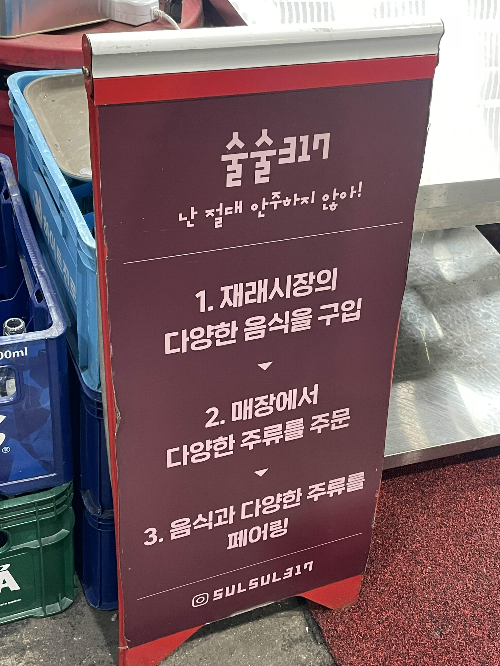 술술317
난 절대 안주하지 않아!
1. 재래시장의
다양한 음식을 구입
2. 매장에서
다양한 주류를 주문
3. 음식과 다양한 주류를
페어링
SULSUL317
00ml